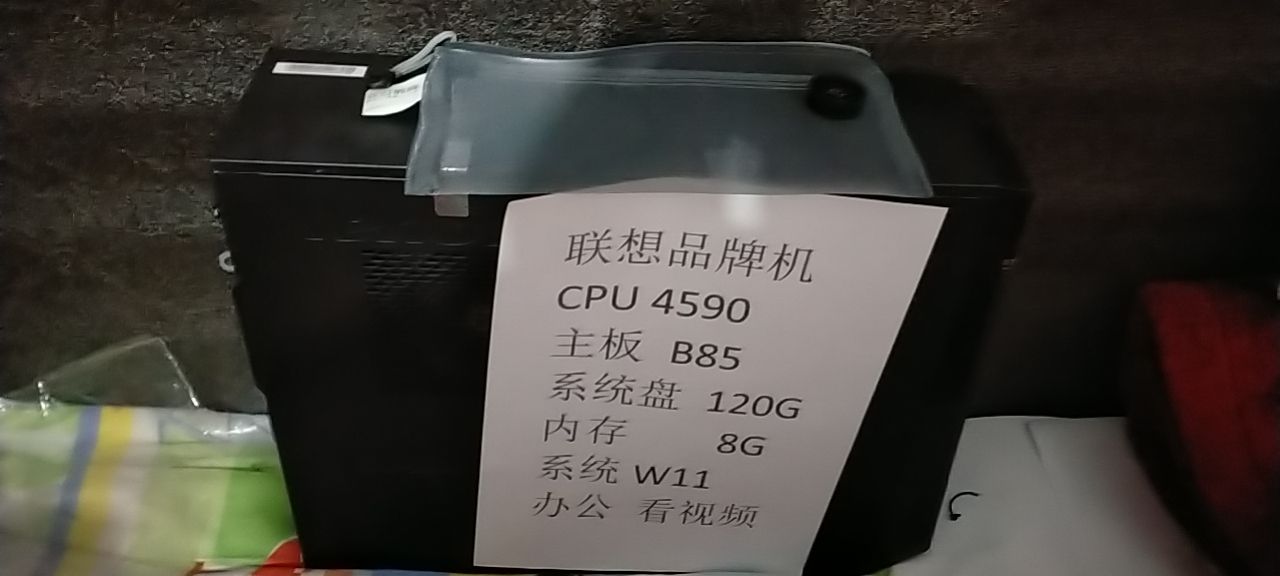 联想品牌机
CPU 4590
主板 B85
系统盘 120G
内存 8G
系统 W11
办公 看视频